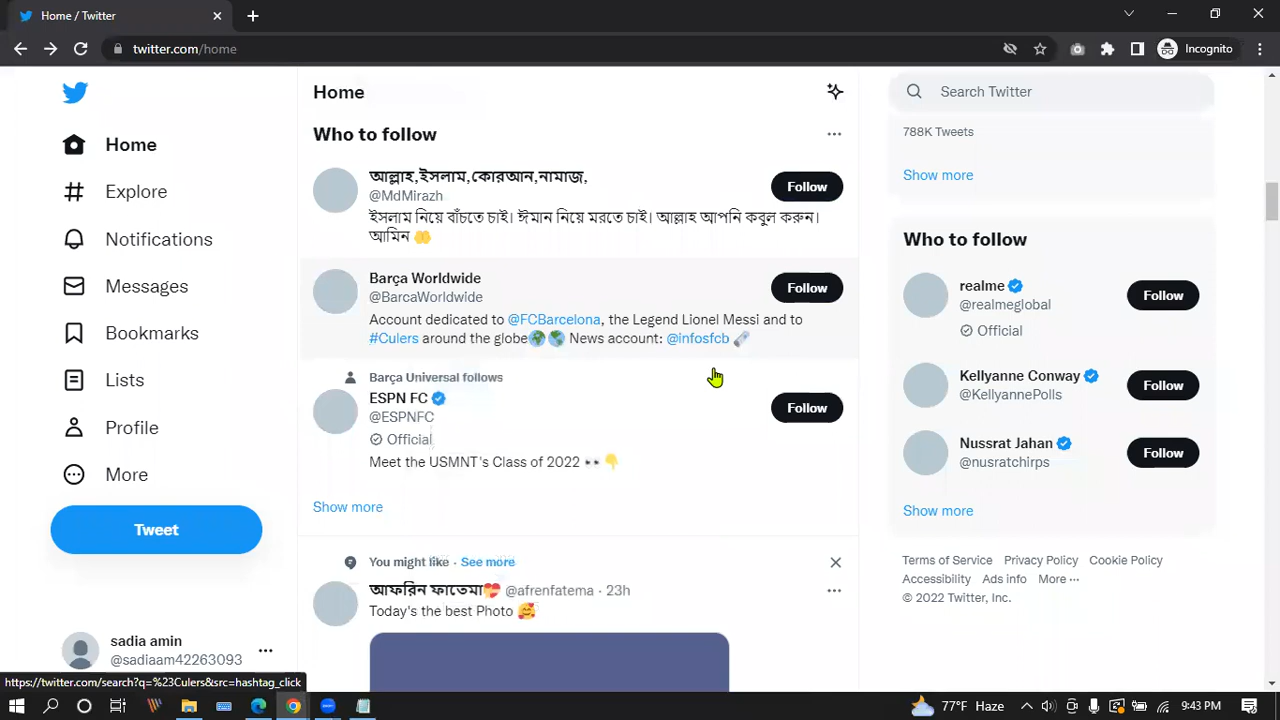 Home / Twitter
twitter.com/home
Incognito
Home
Explore
Notifications
Messages
Bookmarks
Lists
Profile
More
Tweet
sadia amin
@sadiaam42263093
https://twitter.com/search?q=%23Culers&src=hashtag_click
Home
Who to follow
আল্লাহ,ইসলাম,কোরআন,নামাজ,
@MdMirazh
Follow
ইসলাম নিয়ে বাঁচতে চাই। ঈমান নিয়ে মরতে চাই। আল্লাহ আপনি কবুল করুন।
আমিন 🤲
Barça Worldwide
@BarcaWorldwide
Follow
Account dedicated to @FCBarcelona, the Legend Lionel Messi and to
#Culers around the globe🌍🌎 News account: @infosfcb 🗞️
Barça Universal follows
ESPN FC
@ESPNFC
Official
Follow
Meet the USMNT's Class of 2022 👀👇
Show more
You might like · See more
আফরিন ফাতেমা💝 @afrenfatema · 23h
Today's the best Photo 🥰
Search Twitter
788K Tweets
Show more
Who to follow
realme
@realmeglobal
Official
Follow
Kellyanne Conway
@KellyannePolls
Follow
Nussrat Jahan
@nusratchirps
Follow
Show more
Terms of Service Privacy Policy Cookie Policy
Accessibility Ads info More ···
© 2022 Twitter, Inc.
77°F Haze
9:43 PM